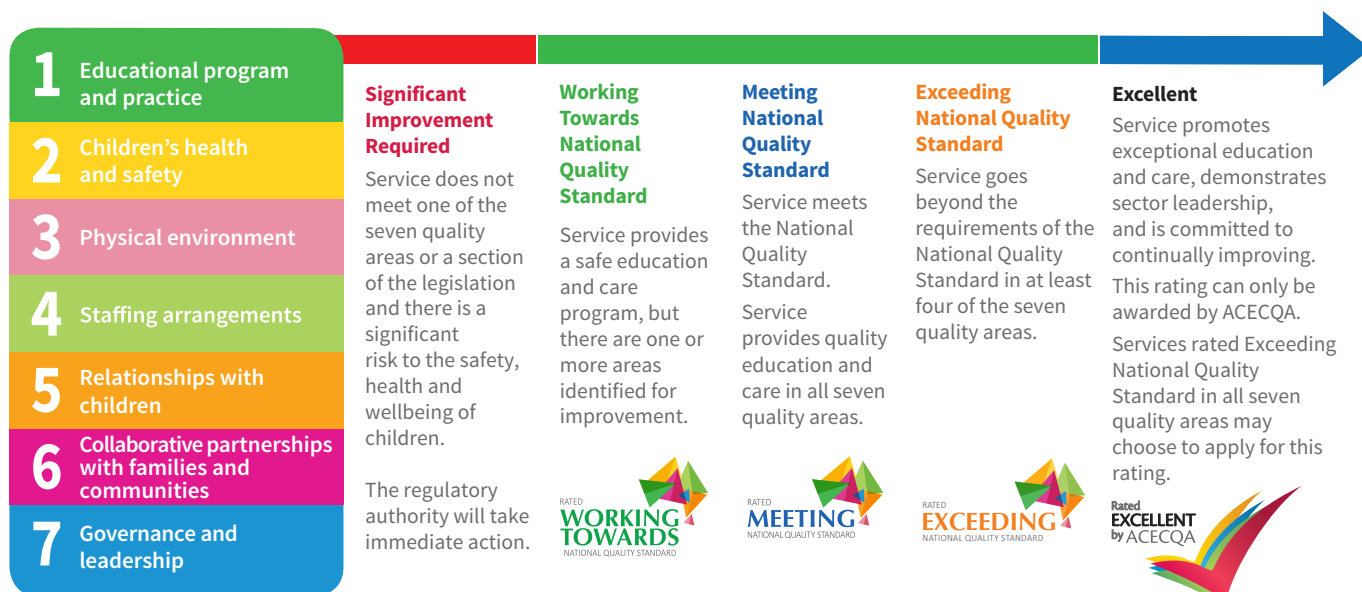 1
Educational program
and practice
2
Children's health
and safety
3
Physical environment
4
Staffing arrangements
5
Relationships with
children
6
Collaborative partnerships
with families and
communities
7
Governance and
leadership
Significant
Improvement
Required
Service does not
meet one of the
seven quality
areas or a section
of the legislation
and there is a
significant
risk to the safety,
health and
wellbeing of
children.
The regulatory
authority will take
immediate action.
Working
Towards
National
Quality
Standard
Service provides
a safe education
and care
program, but
there are one or
more areas
identified for
improvement.
RATED
WORKING
TOWARDS
NATIONAL QUALITY STANDARD
Meeting
National
Quality
Standard
Service meets
the National
Quality
Standard.
Service
provides quality
education and
care in all seven
quality areas.
RATED
MEETING
NATIONAL QUALITY STANDARD
Exceeding
National Quality
Standard
Service goes
beyond the
requirements of the
National Quality
Standard in at least
four of the seven
quality areas.
RATED
EXCEEDING
NATIONAL QUALITY STANDARD
Excellent
Service promotes
exceptional education
and care, demonstrates
sector leadership,
and is committed to
continually improving.
This rating can only be
awarded by ACECQA.
Services rated Exceeding
National Quality
Standard in all seven
quality areas may
choose to apply for this
rating.
Rated
EXCELLENT
by ACECQA